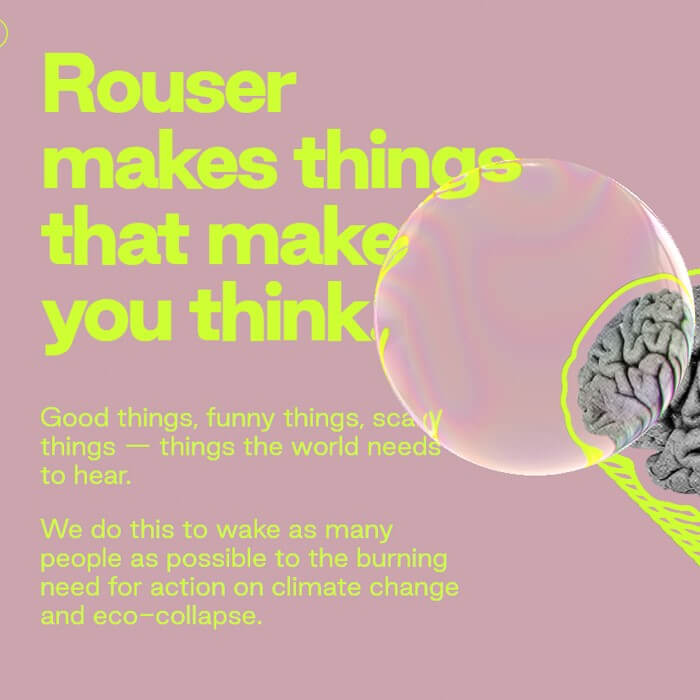 Rouser
makes things
that make
you think.
Good things, funny things, scary
things — things the world needs
to hear.
We do this to wake as many
people as possible to the burning
need for action on climate change
and eco-collapse.